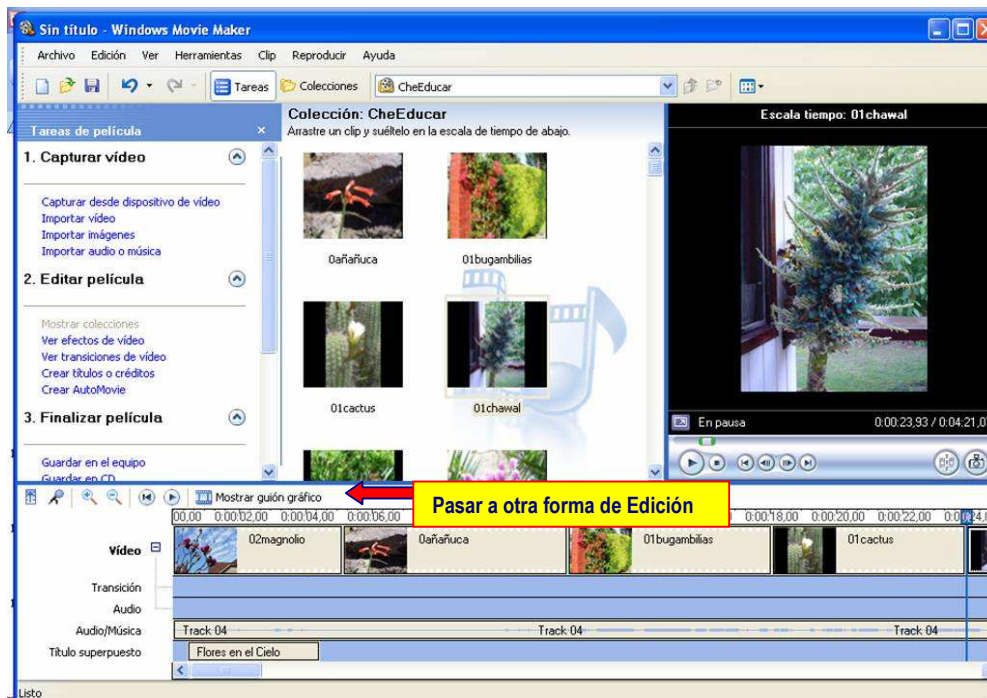 Sin título - Windows Movie Maker
Archivo Edición Ver Herramientas Clip Reproducir Ayuda
Tareas Colecciones CheEducar
Tareas de película
1. Capturar vídeo
Capturar desde dispositivo de vídeo
Importar vídeo
Importar imágenes
Importar audio o música
2. Editar película
Mostrar colecciones
Ver efectos de vídeo
Ver transiciones de vídeo
Crear títulos o créditos
Crear AutoMovie
3. Finalizar película
Guardar en el equipo
Guardar en CD
Colección: CheEducar
Arrastre un clip y suéltelo en la escala de tiempo de abajo.
0añañuca 01bugambilias
01cactus 01chawal
Escala tiempo: 01chawal
En pausa 0:00:23,93 / 0:04:21,0
Mostrar guión gráfico
Pasar a otra forma de Edición
00,00 0:00:02,00 0:00:04,00 0:00:06,00 0:00:18,00 0:00:20,00 0:00:22,00
Vídeo 02magnolio 0añañuca 01bugambilias 01cactus
Transición
Audio
Audio/Música Track 04 Track 04 Track 04
Título superpuesto Flores en el Cielo
Listo